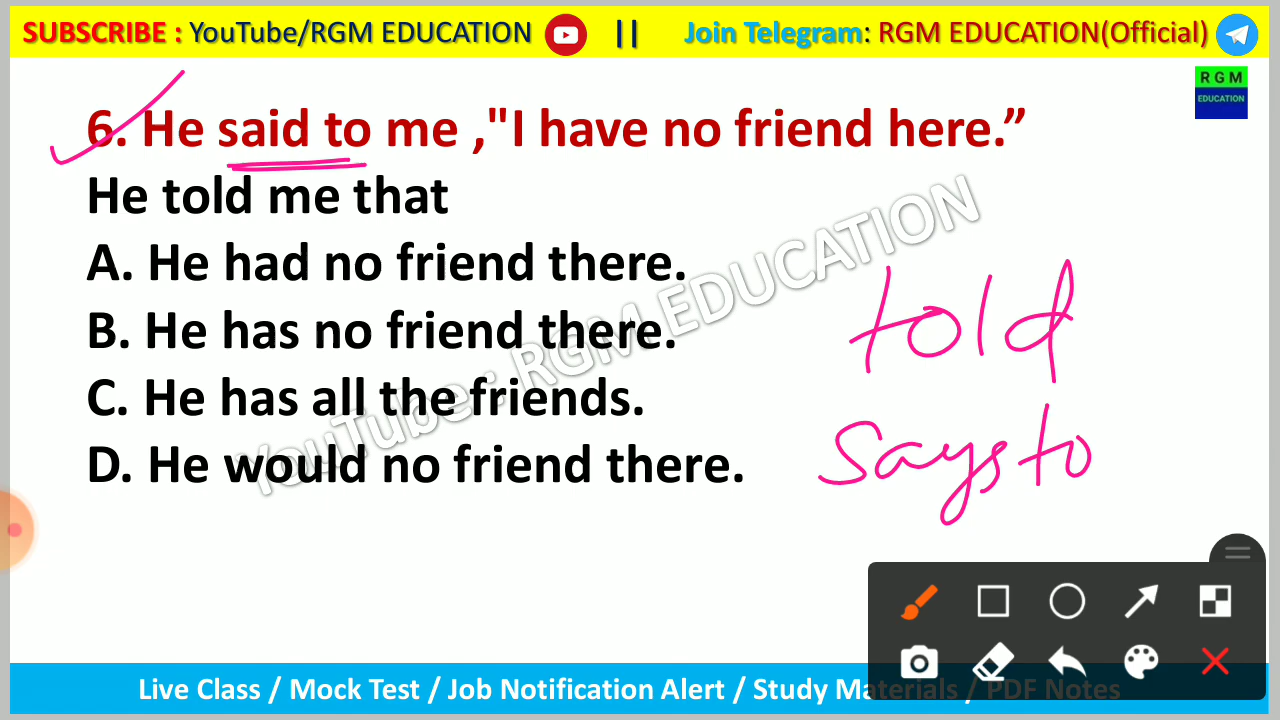 SUBSCRIBE : YouTube/RGM EDUCATION || Join Telegram: RGM EDUCATION(Official)
R G M
EDUCATION
6. He said to me ,"I have no friend here.”
He told me that
A. He had no friend there.
B. He has no friend there.
C. He has all the friends.
D. He would no friend there.
YouTube : RGM EDUCATION
told
says to
Live Class / Mock Test / Job Notification Alert / Study Materials / PDF Notes